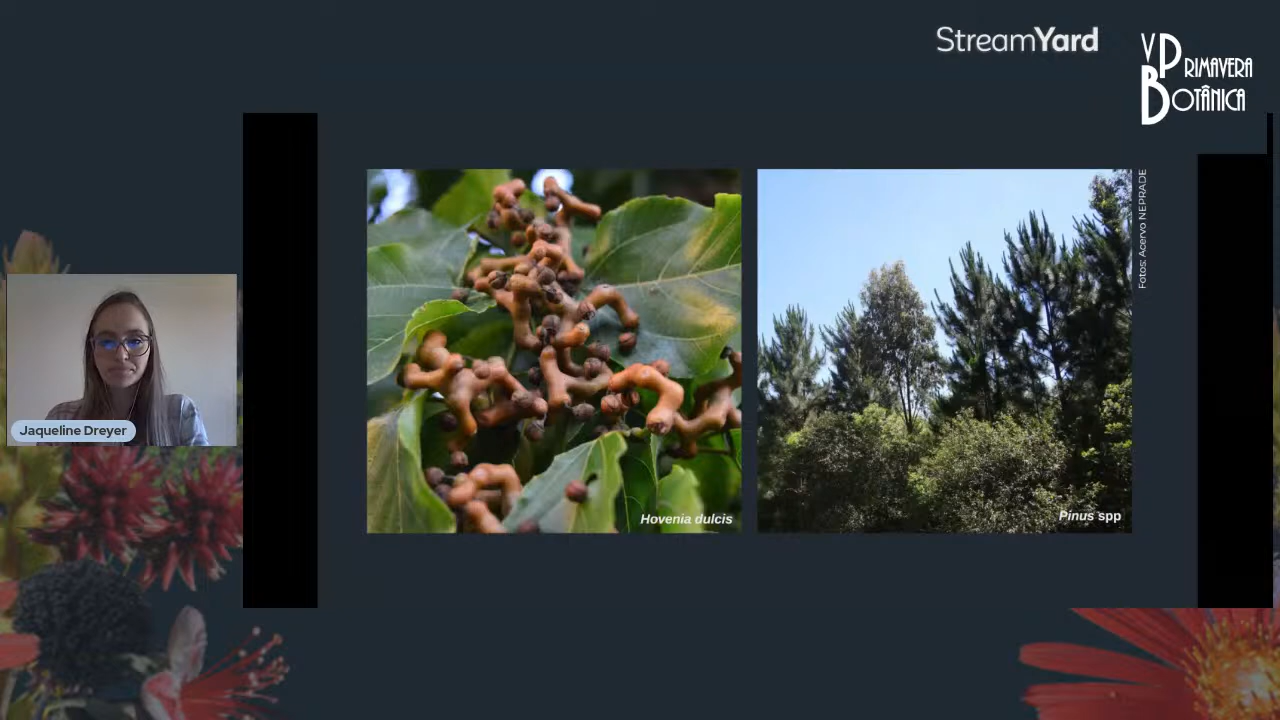 StreamYard
V PRIMAVERA
BOTÂNICA
Fotos: Acervo NEPRADE
Jaqueline Dreyer
Hovenia dulcis
Pinus spp